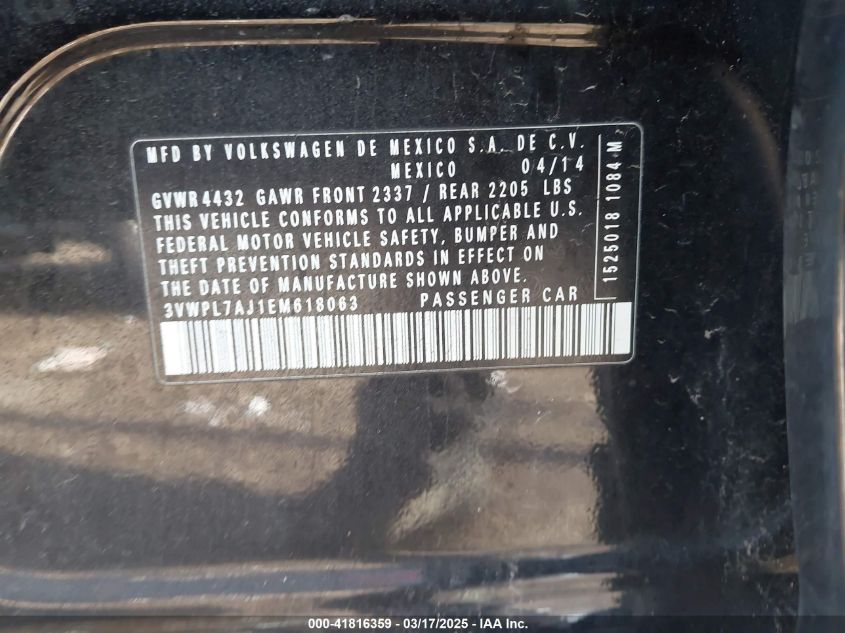 MFD BY VOLKSWAGEN DE MEXICO S.A. DE C.V.
MEXICO 04/14
GVWR 4432 GAWR FRONT 2337 / REAR 2205 LBS
THIS VEHICLE CONFORMS TO ALL APPLICABLE U.S.
FEDERAL MOTOR VEHICLE SAFETY, BUMPER AND
THEFT PREVENTION STANDARDS IN EFFECT ON
THE DATE OF MANUFACTURE SHOWN ABOVE.
3VWPL7AJ1EM618063 PASSENGER CAR
1525018 1084 M
000-41816359 - 03/17/2025 - IAA Inc.